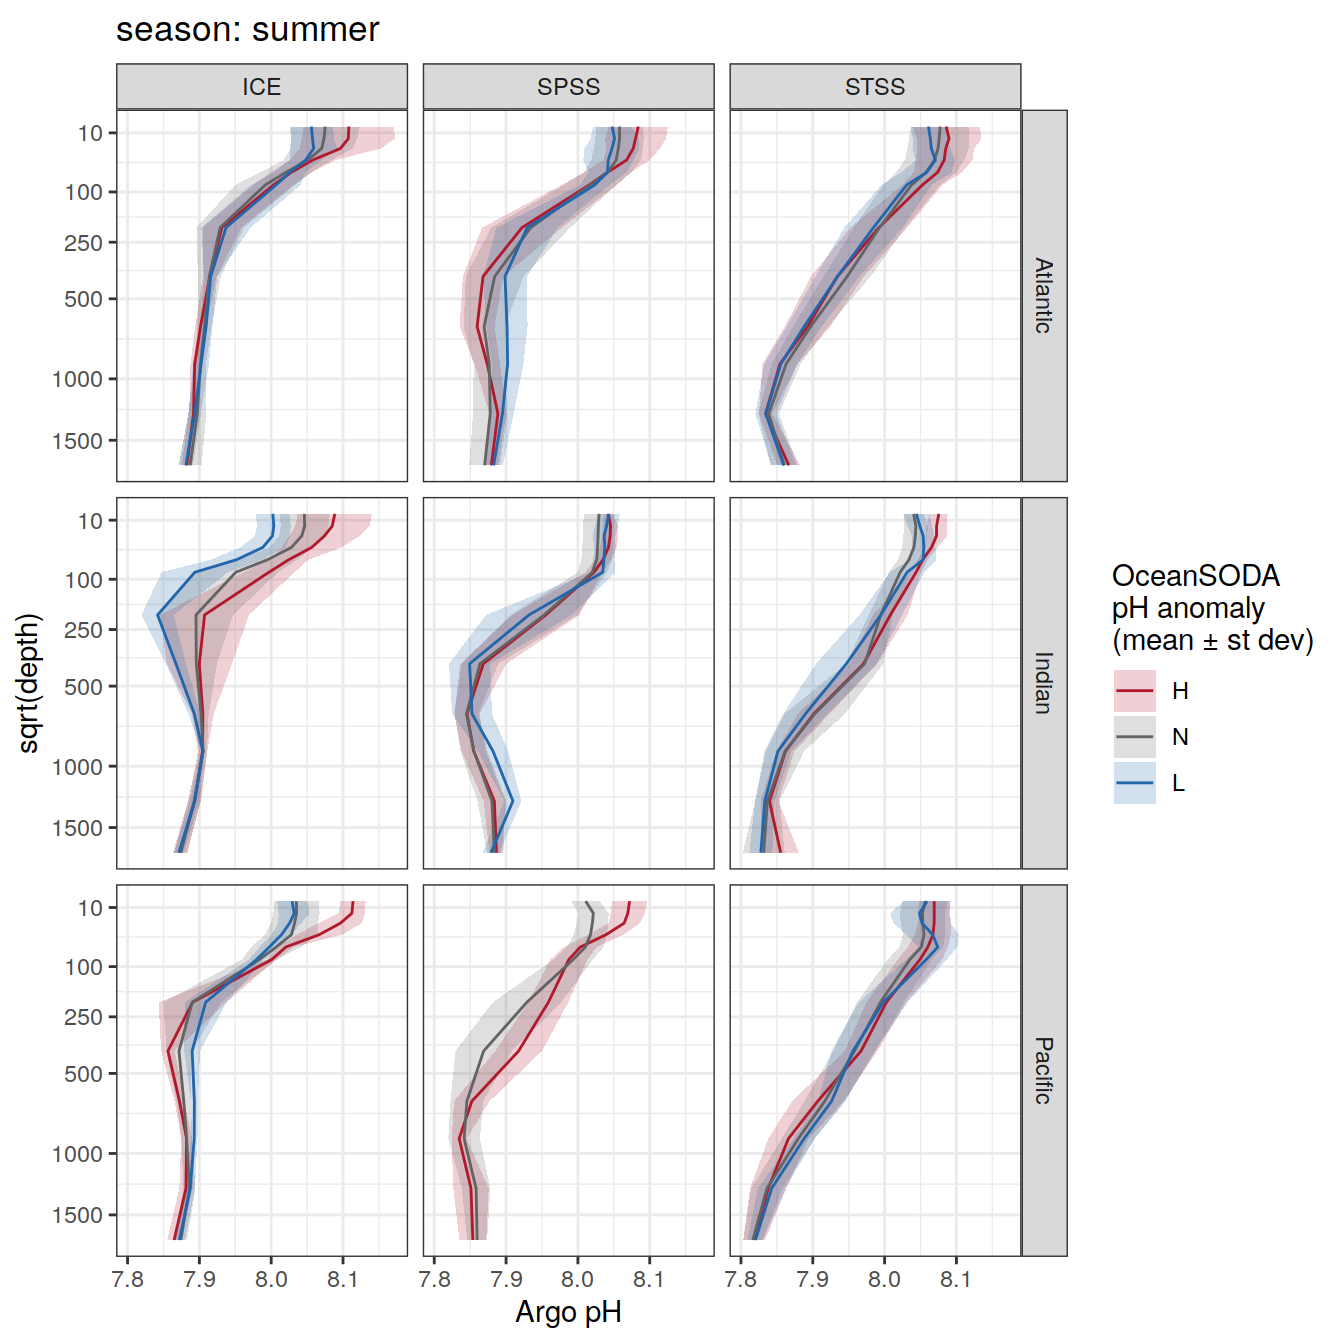 season: summer
ICE
SPSS
STSS
10
100
250
500
1000
1500
Atlantic
10
100
250
500
1000
1500
Indian
10
100
250
500
1000
1500
Pacific
sqrt(depth)
7.8 7.9 8.0 8.1
7.8 7.9 8.0 8.1
7.8 7.9 8.0 8.1
Argo pH
OceanSODA
pH anomaly
(mean ± st dev)
H
N
L